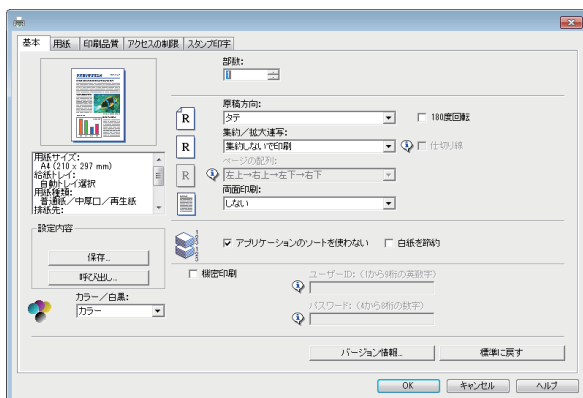 基本 用紙 印刷品質 アクセスの制限 スタンプ印字
部数:
1
原稿方向:
R タテ 180度回転
集約/拡大連写:
R 集約しないで印刷 仕切り線
ページの配列:
R 左上→右上→左下→右下
両面印刷:
しない
用紙サイズ:
A4 (210 x 297 mm)
給紙トレイ:
自動トレイ選択
用紙種類:
普通紙/中厚口/再生紙
排紙先:
設定内容
保存...
呼び出し...
カラー/白黒:
カラー
アプリケーションのソートを使わない 白紙を節約
機密印刷
ユーザーID: (1から9桁の英数字)
パスワード: (4から8桁の数字)
バージョン情報... 標準に戻す
OK キャンセル ヘルプ